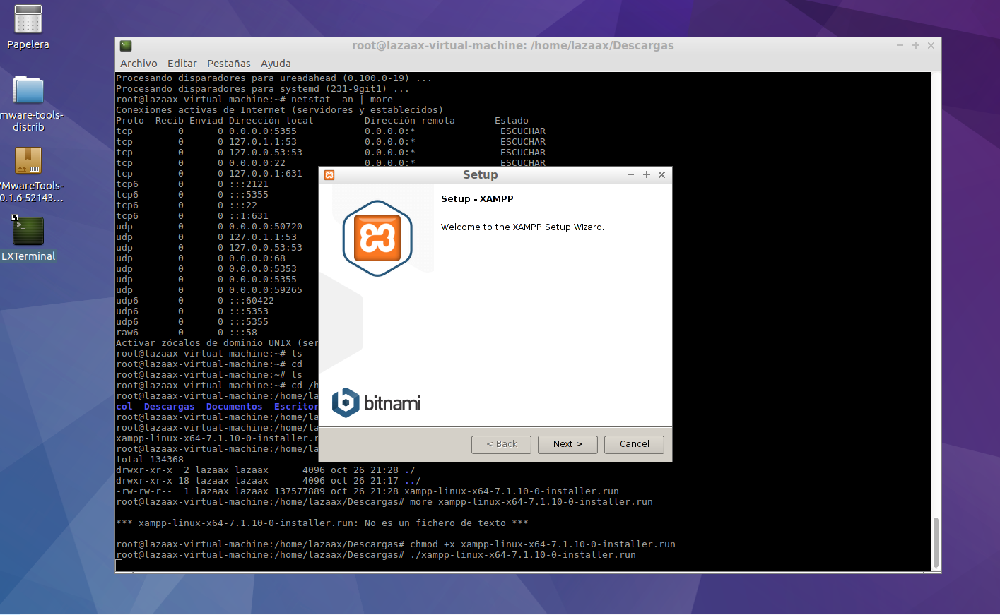 Papelera
mware-tools-
distrib
MwareTools-
0.1.6-52143...
LXTerminal
root@lazaax-virtual-machine: /home/lazaax/Descargas
Archivo Editar Pestañas Ayuda
Procesando disparadores para ureadahead (0.100.0-19) ...
Procesando disparadores para systemd (231-9git1) ...
root@lazaax-virtual-machine:~# netstat -an | more
Conexiones activas de Internet (servidores y establecidos)
Proto  Recib Enviad Dirección local         Dirección remota       Estado
tcp        0      0 0.0.0.0:5355            0.0.0.0:*               ESCUCHAR
tcp        0      0 127.0.1.1:53            0.0.0.0:*               ESCUCHAR
tcp        0      0 127.0.0.53:53           0.0.0.0:*               ESCUCHAR
tcp        0      0 0.0.0.0:22              0.0.0.0:*               ESCUCHAR
tcp        0      0 127.0.0.1:631
tcp6       0      0 :::2121
tcp6       0      0 :::5355
tcp6       0      0 :::22
tcp6       0      0 ::1:631
udp        0      0 0.0.0.0:50720
udp        0      0 127.0.1.1:53
udp        0      0 127.0.0.53:53
udp        0      0 0.0.0.0:68
udp        0      0 0.0.0.0:5353
udp        0      0 0.0.0.0:5355
udp        0      0 0.0.0.0:59265
udp6       0      0 :::60422
udp6       0      0 :::5353
udp6       0      0 :::5355
raw6       0      0 :::58
Activar zócalos de dominio UNIX (ser
root@lazaax-virtual-machine:~# ls
root@lazaax-virtual-machine:~# cd
root@lazaax-virtual-machine:~# ls
root@lazaax-virtual-machine:~# cd /h
root@lazaax-virtual-machine:/home/la
col  Descargas  Documentos  Escritor
root@lazaax-virtual-machine:/home/la
root@lazaax-virtual-machine:/home/la
xampp-linux-x64-7.1.10-0-installer.r
root@lazaax-virtual-machine:/home/la
total 134368
drwxr-xr-x  2 lazaax lazaax      4096 oct 26 21:28 ./
drwxr-xr-x 18 lazaax lazaax      4096 oct 26 21:17 ../
-rw-rw-r--  1 lazaax lazaax 137577889 oct 26 21:28 xampp-linux-x64-7.1.10-0-installer.run
root@lazaax-virtual-machine:/home/lazaax/Descargas# more xampp-linux-x64-7.1.10-0-installer.run
*** xampp-linux-x64-7.1.10-0-installer.run: No es un fichero de texto ***
root@lazaax-virtual-machine:/home/lazaax/Descargas# chmod +x xampp-linux-x64-7.1.10-0-installer.run
root@lazaax-virtual-machine:/home/lazaax/Descargas# ./xampp-linux-x64-7.1.10-0-installer.run
Setup
Setup - XAMPP
Welcome to the XAMPP Setup Wizard.
bitnami
< Back Next > Cancel